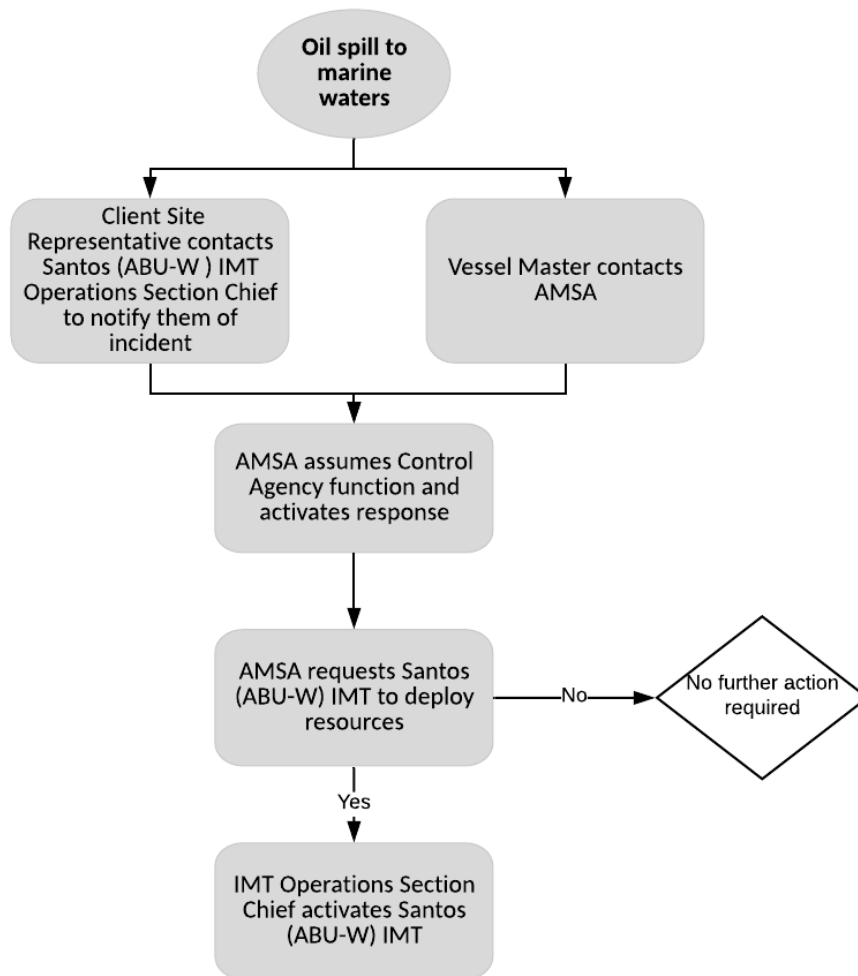 Oil spill to
marine
waters
Client Site
Representative contacts
Santos (ABU-W ) IMT
Operations Section Chief
to notify them of
incident
Vessel Master contacts
AMSA
AMSA assumes Control
Agency function and
activates response
AMSA requests Santos
(ABU-W) IMT to deploy
resources
No
No further action
required
Yes
IMT Operations Section
Chief activates Santos
(ABU-W) IMT